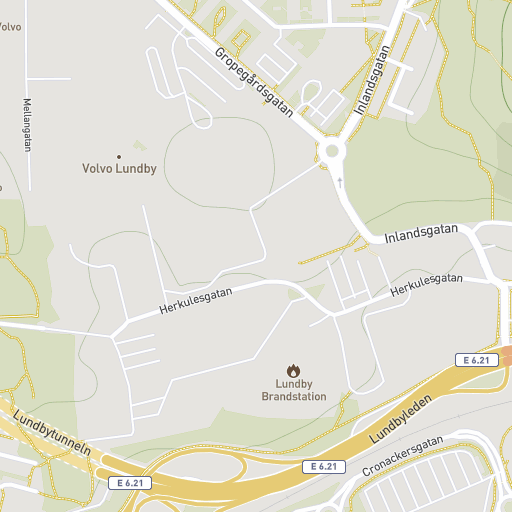 Volvo
Gropegårdsgatan
Inlandsgatan
Mellangatan
Volvo Lundby
Inlandsgatan
Herkulesgatan
Herkulesgatan
E 6.21
Lundby
Brandstation
Lundbyleden
Lundbytunneln
Cronackersgatan
E 6.21
E 6.21